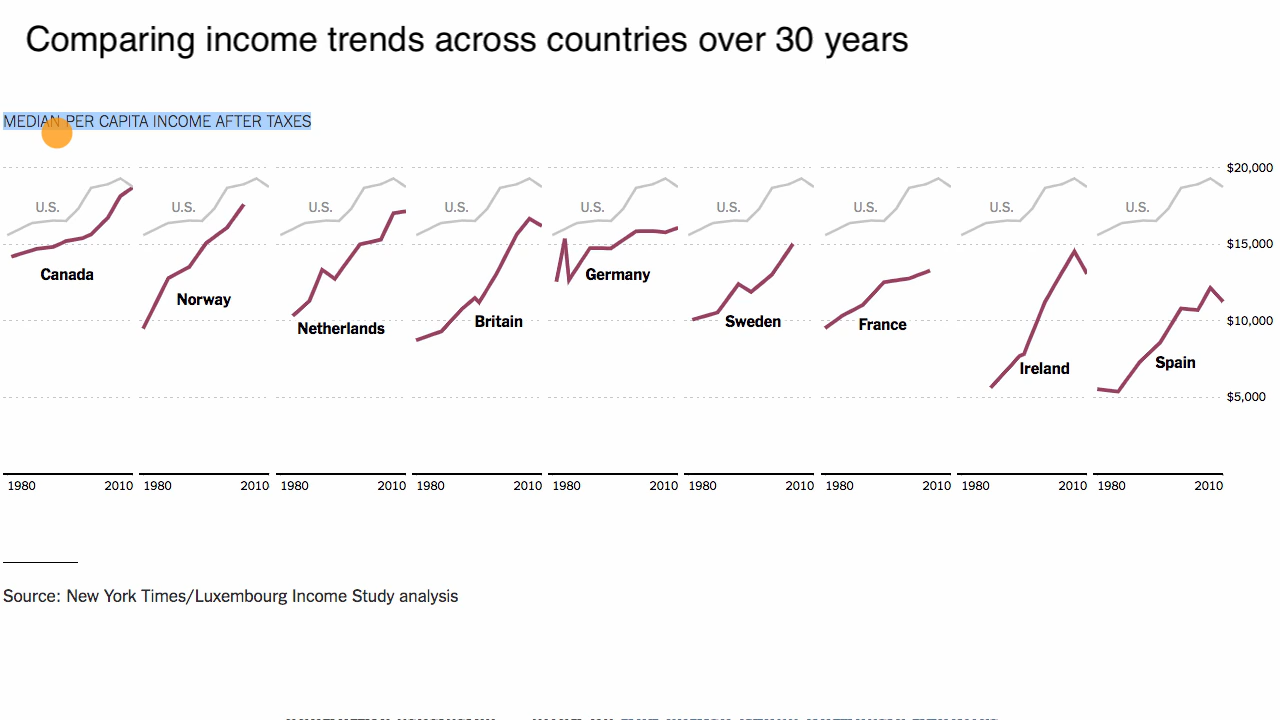 Comparing income trends across countries over 30 years
MEDIAN PER CAPITA INCOME AFTER TAXES
$20,000
U.S. U.S. U.S. U.S. U.S. U.S. U.S. U.S. U.S.
$15,000
Canada
Germany
Norway
$10,000
Netherlands
Britain
Sweden
France
Ireland
Spain
$5,000
1980 2010 1980 2010 1980 2010 1980 2010 1980 2010 1980 2010 1980 2010 1980 2010 1980 2010
Source: New York Times/Luxembourg Income Study analysis